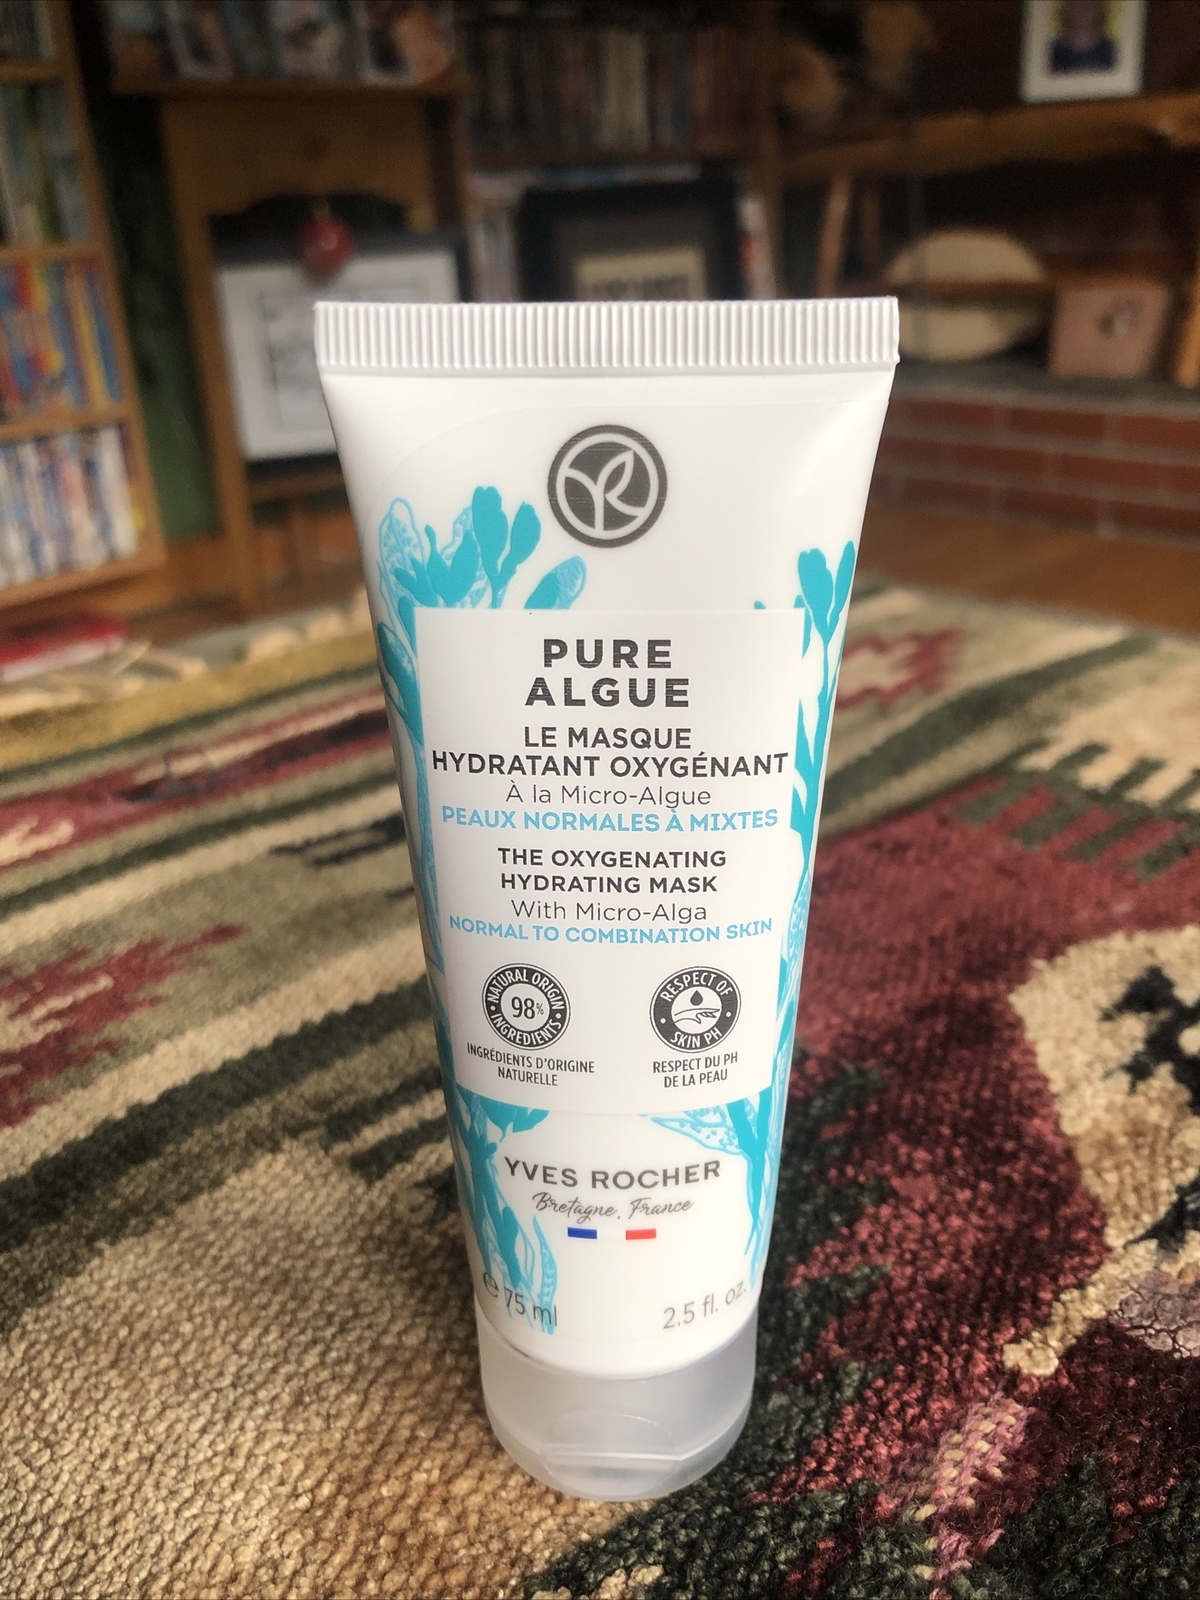 PURE
ALGUE
LE MASQUE
HYDRATANT OXYGÉNANT
À la Micro-Algue
PEAUX NORMALES À MIXTES
THE OXYGENATING
HYDRATING MASK
With Micro-Alga
NORMAL TO COMBINATION SKIN
NATURAL ORIGIN
98%
INGREDIENTS
INGRÉDIENTS D'ORIGINE
NATURELLE
RESPECT OF
SKIN PH
RESPECT DU PH
DE LA PEAU
YVES ROCHER
Bretagne, France
℮ 75 ml
2.5 fl. oz.